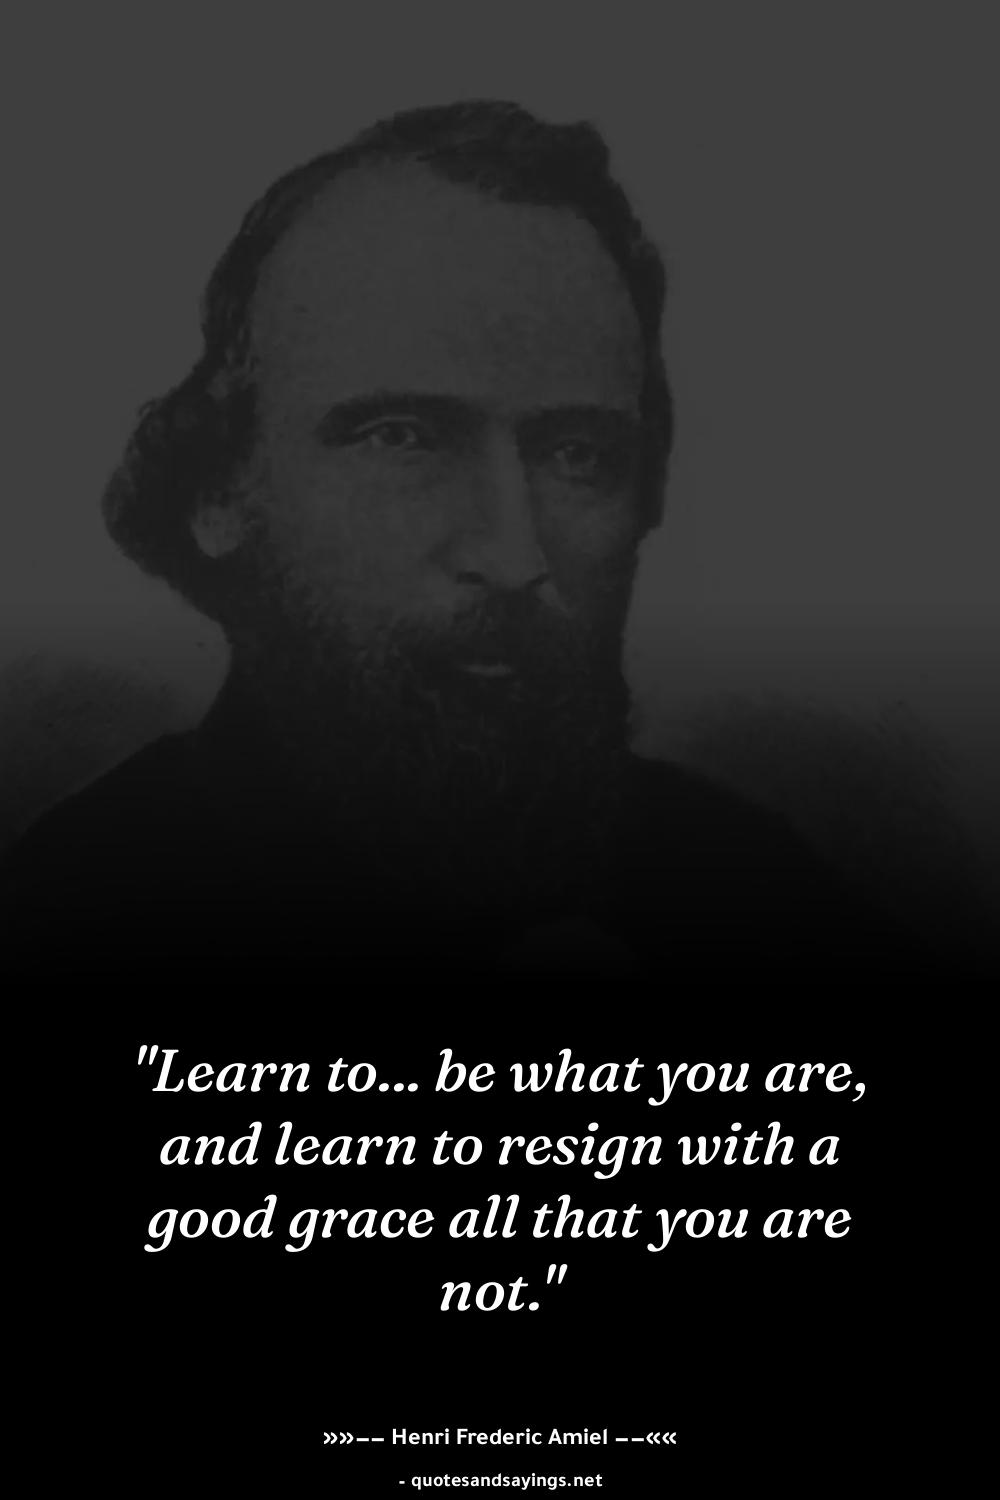 "Learn to... be what you are,
and learn to resign with a
good grace all that you are
not."
»»–– Henri Frederic Amiel ––««
- quotesandsayings.net